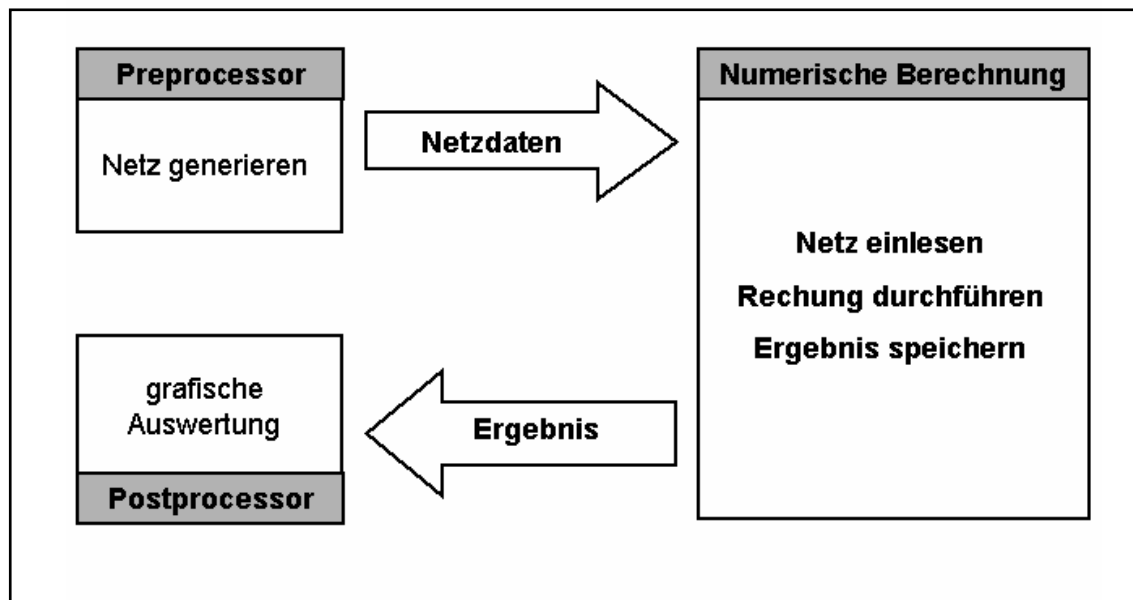 Preprocessor
Netz generieren
Netzdaten
Numerische Berechnung
Netz einlesen
Rechung durchführen
Ergebnis speichern
Ergebnis
grafische
Auswertung
Postprocessor